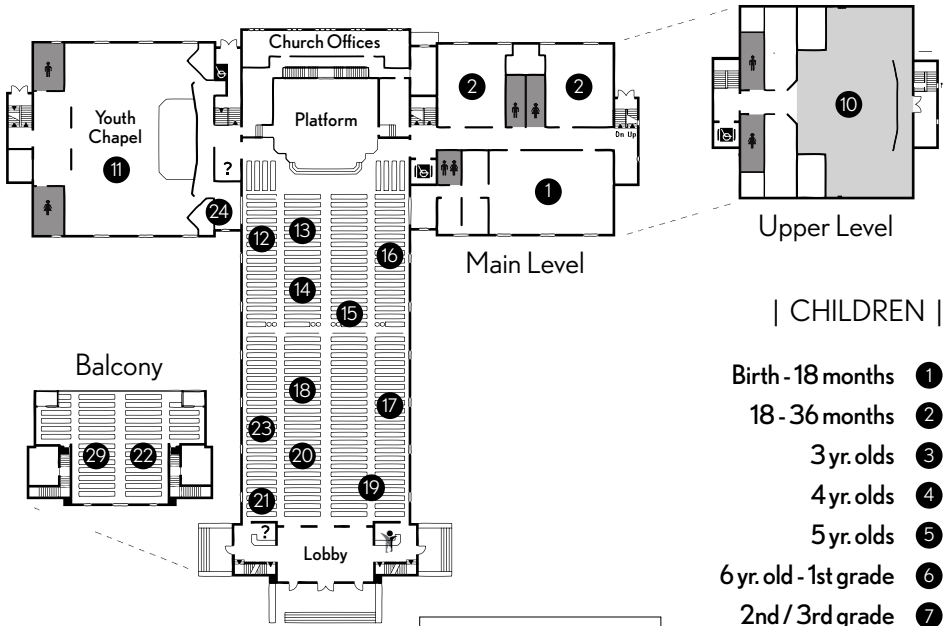 Church Offices
2
2
10
Youth
Chapel
Platform
Dn Up
11
?
1
24
13
12
16
Upper Level
Main Level
14
15
| CHILDREN |
Balcony
Birth - 18 months 1
18
17
18 - 36 months 2
23
3 yr. olds 3
29
22
20
4 yr. olds 4
19
21
5 yr. olds 5
?
Lobby
6 yr. old - 1st grade 6
2nd / 3rd grade 7